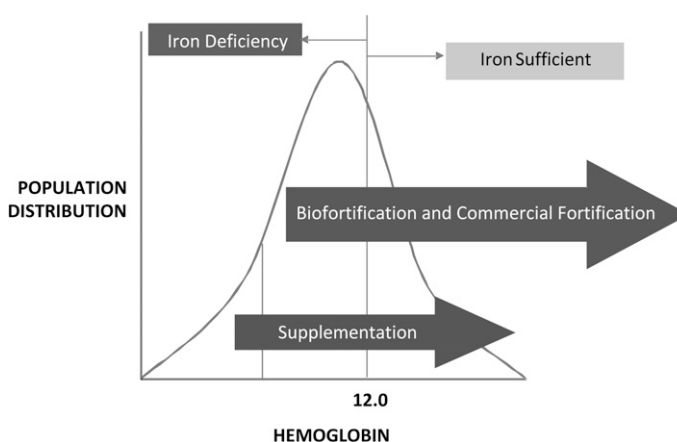 Iron Deficiency
Iron Sufficient
POPULATION
DISTRIBUTION
Biofortification and Commercial Fortification
Supplementation
12.0
HEMOGLOBIN